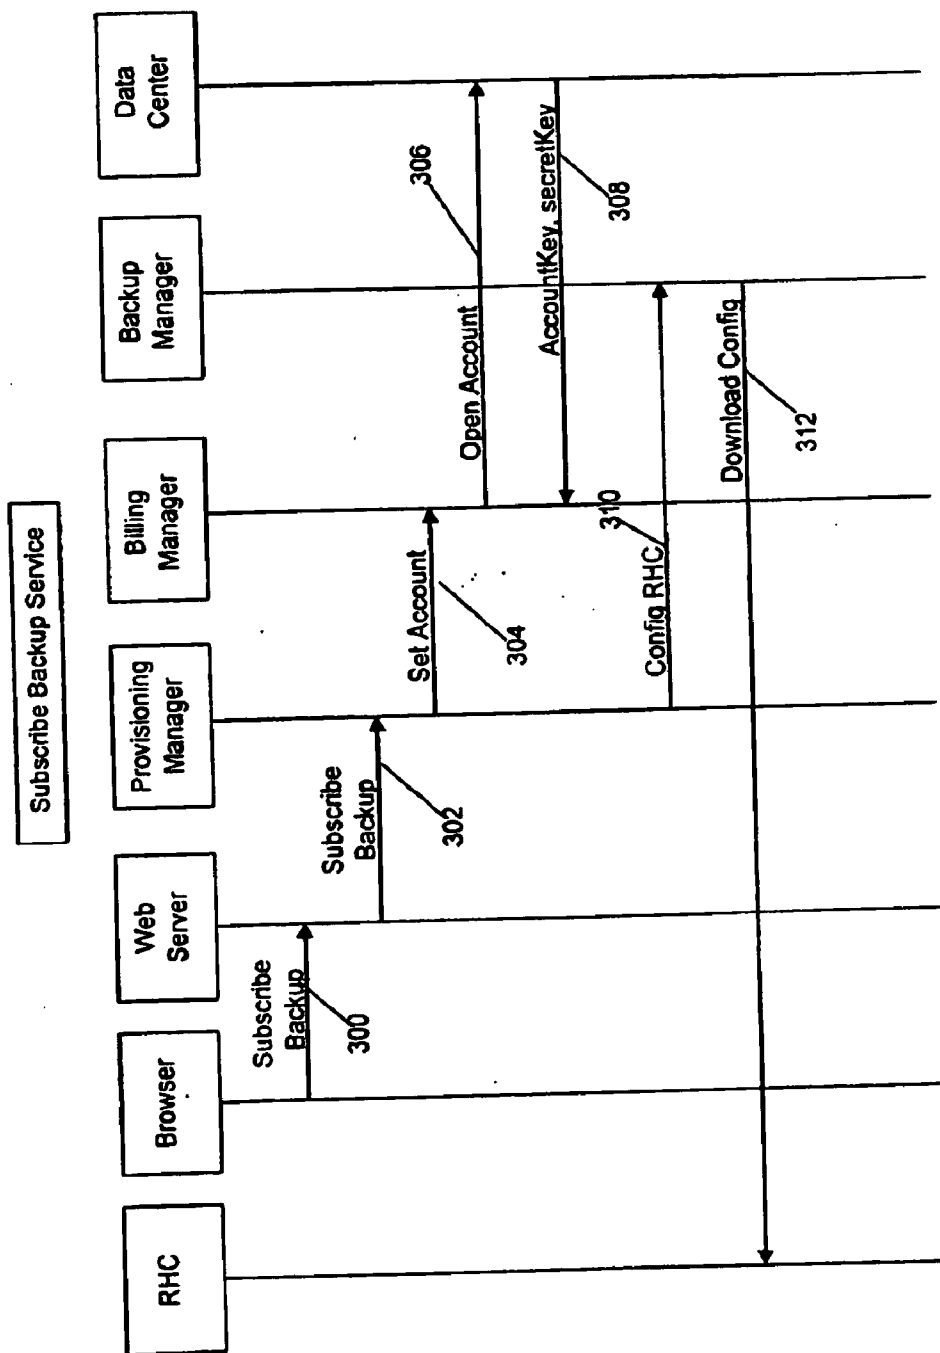 Subscribe Backup Service
RHC
Browser
Web
Server
Provisioning
Manager
Billing
Manager
Backup
Manager
Data
Center
Subscribe
Backup
300
Subscribe
Backup
302
Set Account
304
Open Account
306
AccountKey, secretKey
308
Config RHC
310
Download Config
312